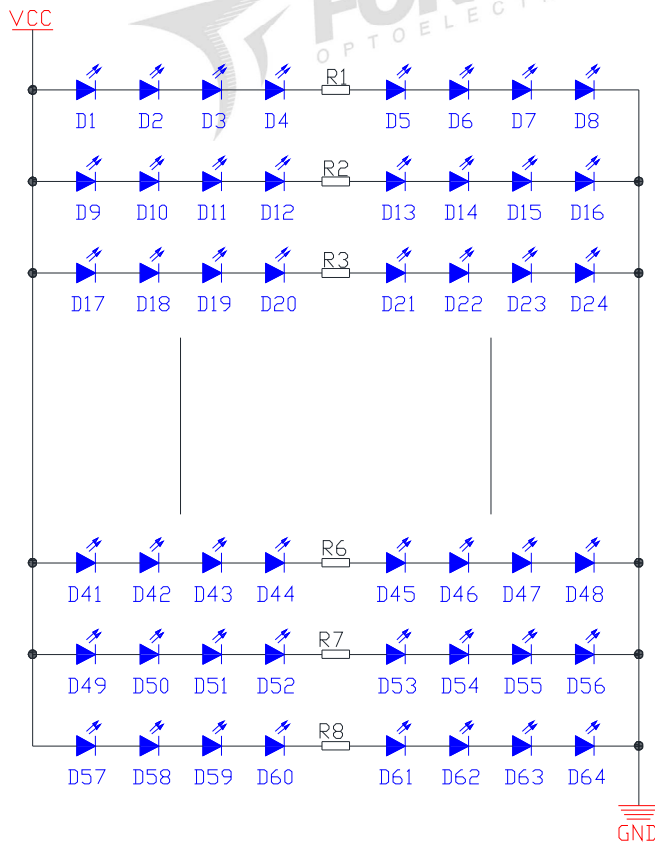 VCC
OPTOELECT
R1
D1 D2 D3 D4 D5 D6 D7 D8
R2
D9 D10 D11 D12 D13 D14 D15 D16
R3
D17 D18 D19 D20 D21 D22 D23 D24
R6
D41 D42 D43 D44 D45 D46 D47 D48
R7
D49 D50 D51 D52 D53 D54 D55 D56
R8
D57 D58 D59 D60 D61 D62 D63 D64
GND